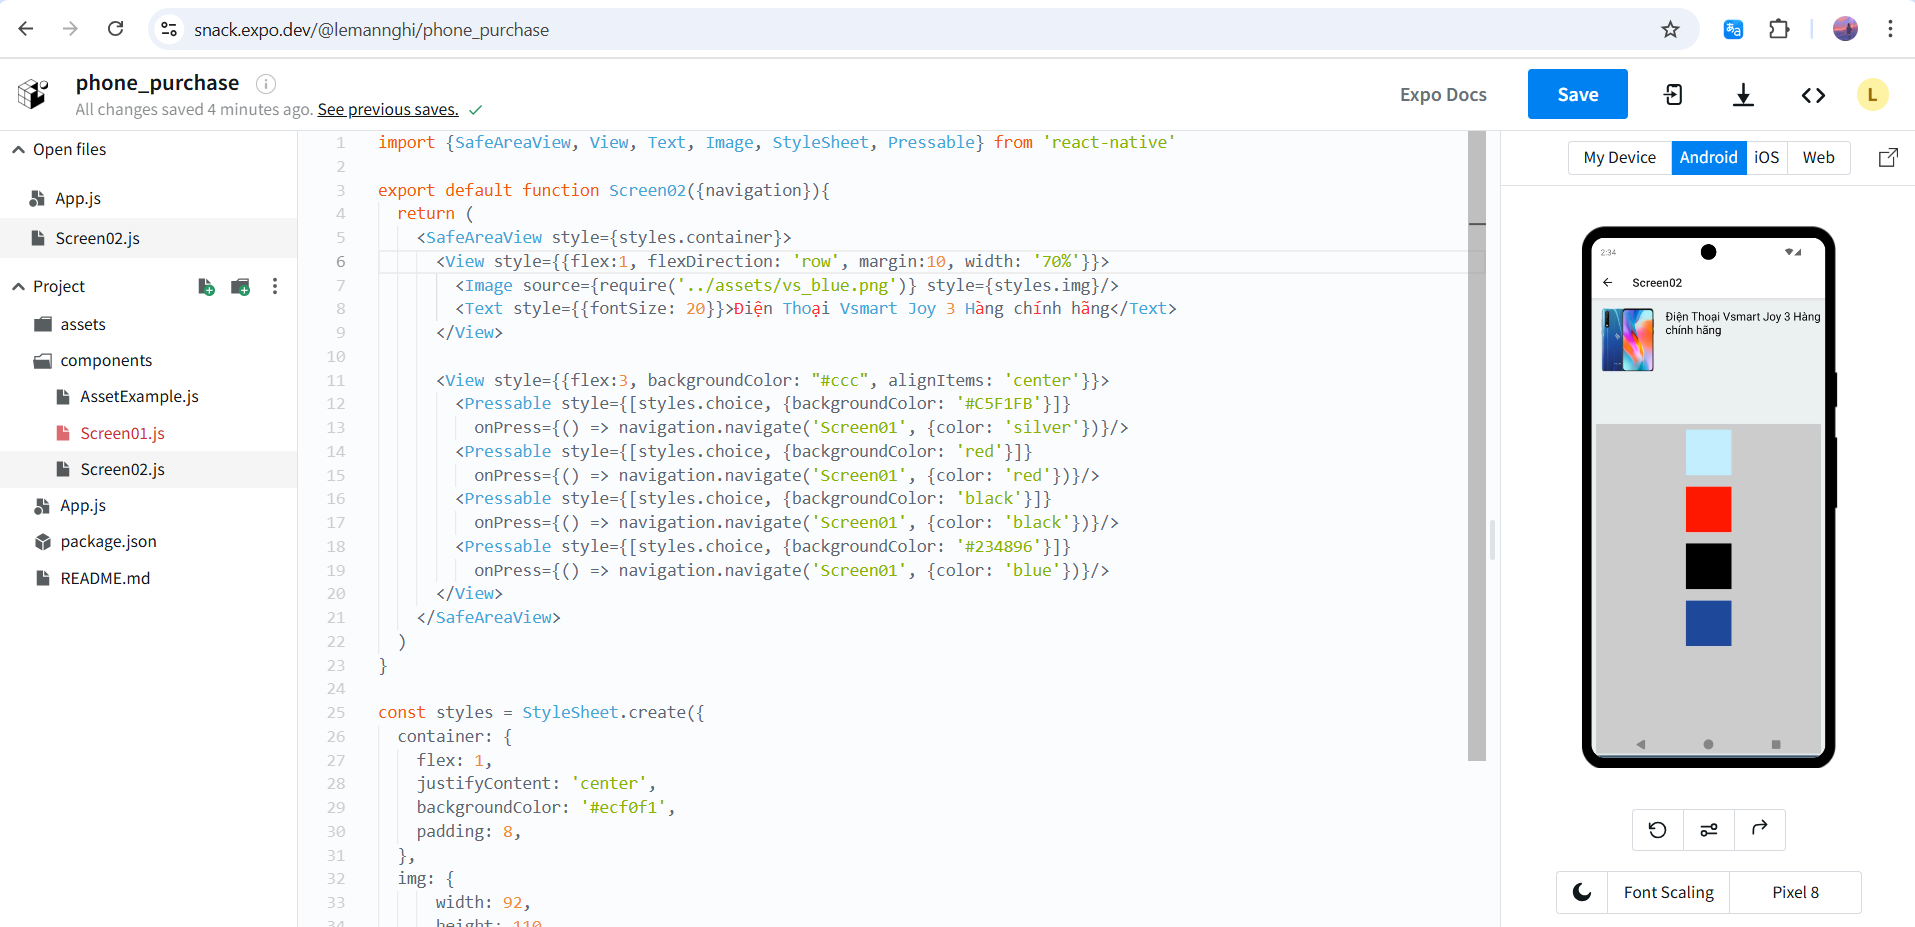 snack.expo.dev/@lemannghi/phone_purchase
phone_purchase
All changes saved 4 minutes ago. See previous saves.
Expo Docs
Save
L
Open files
App.js
Screen02.js
Project
assets
components
AssetExample.js
Screen01.js
Screen02.js
App.js
package.json
README.md
1 import {SafeAreaView, View, Text, Image, StyleSheet, Pressable} from 'react-native'
2
3 export default function Screen02({navigation}){
4 return (
5 <SafeAreaView style={styles.container}>
6 <View style={{flex:1, flexDirection: 'row', margin:10, width: '70%'}}>
7 <Image source={require('../assets/vs_blue.png')} style={styles.img}/>
8 <Text style={{fontSize: 20}}>Điện Thoại Vsmart Joy 3 Hàng chính hãng</Text>
9 </View>
10
11 <View style={{flex:3, backgroundColor: "#ccc", alignItems: 'center'}}>
12 <Pressable style={[styles.choice, {backgroundColor: '#C5F1FB'}]}
13 onPress={() => navigation.navigate('Screen01', {color: 'silver'})}/>
14 <Pressable style={[styles.choice, {backgroundColor: 'red'}]}
15 onPress={() => navigation.navigate('Screen01', {color: 'red'})}/>
16 <Pressable style={[styles.choice, {backgroundColor: 'black'}]}
17 onPress={() => navigation.navigate('Screen01', {color: 'black'})}/>
18 <Pressable style={[styles.choice, {backgroundColor: '#234896'}]}
19 onPress={() => navigation.navigate('Screen01', {color: 'blue'})}/>
20 </View>
21 </SafeAreaView>
22 )
23 }
24
25 const styles = StyleSheet.create({
26 container: {
27 flex: 1,
28 justifyContent: 'center',
29 backgroundColor: '#ecf0f1',
30 padding: 8,
31 },
32 img: {
33 width: 92,
34 height: 110
My Device
Android
iOS
Web
2:34
Screen02
Điện Thoại Vsmart Joy 3 Hàng
chính hãng
Font Scaling
Pixel 8